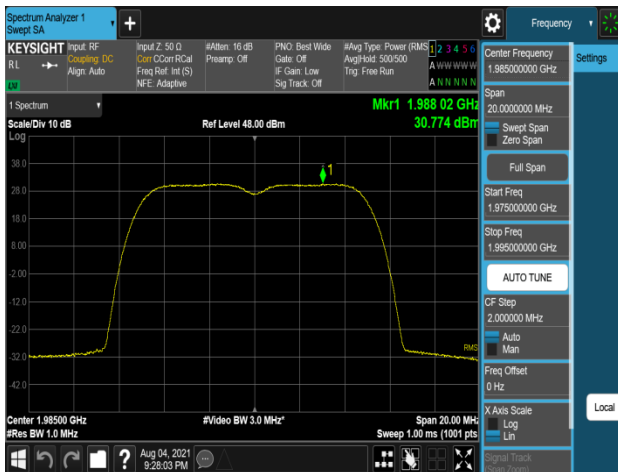 Spectrum Analyzer 1
Swept SA
Frequency
KEYSIGHT
RL
Input: RF
Coupling: DC
Align: Auto
Input Z: 50 Ω
Corr CCorr RCal
Freq Ref: Int (S)
NFE: Adaptive
#Atten: 16 dB
Preamp: Off
PNO: Best Wide
Gate: Off
IF Gain: Low
Sig Track: Off
#Avg Type: Power (RMS
Avg|Hold: 500/500
Trig: Free Run
1 2 3 4 5 6
A W W W W W
A N N N N N
1 Spectrum
Scale/Div 10 dB
Ref Level 48.00 dBm
Mkr1 1.988 02 GHz
30.774 dBm
Log
38.0
28.0
18.0
8.00
-2.00
-12.0
-22.0
-32.0
-42.0
1
RMS
Center 1.98500 GHz
#Res BW 1.0 MHz
#Video BW 3.0 MHz*
Span 20.00 MHz
Sweep 1.00 ms (1001 pts
Aug 04, 2021
9:28:03 PM
?
Center Frequency
1.985000000 GHz
Span
20.0000000 MHz
Swept Span
Zero Span
Full Span
Start Freq
1.975000000 GHz
Stop Freq
1.995000000 GHz
AUTO TUNE
CF Step
2.000000 MHz
Auto
Man
Freq Offset
0 Hz
X Axis Scale
Log
Lin
Signal Track
(Span Zoom)
Settings
Local